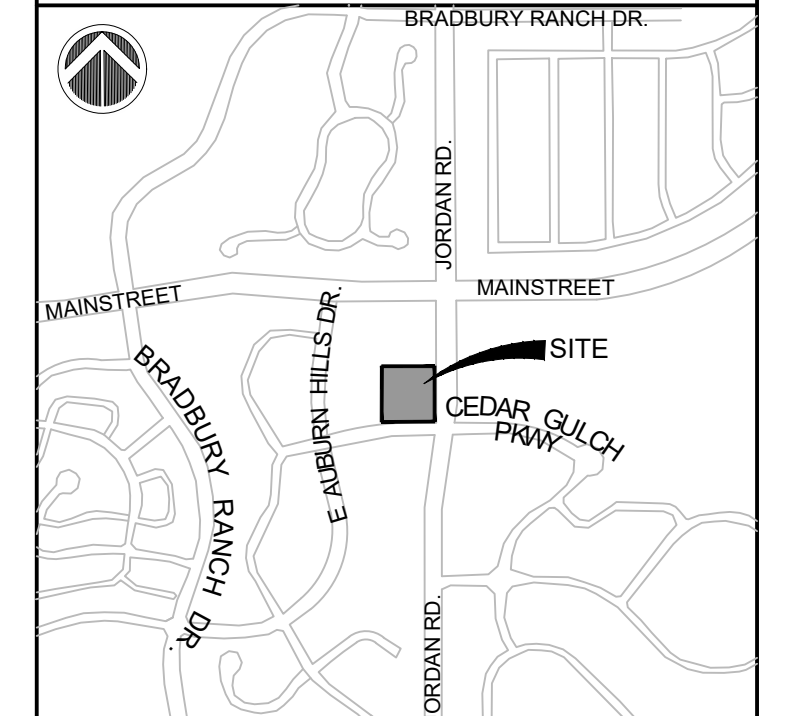 BRADBURY RANCH DR.
JORDAN RD.
MAINSTREET
MAINSTREET
E AUBURN HILLS DR.
SITE
BRADBURY RANCH DR.
CEDAR GULCH
PKWY
ORDAN RD.